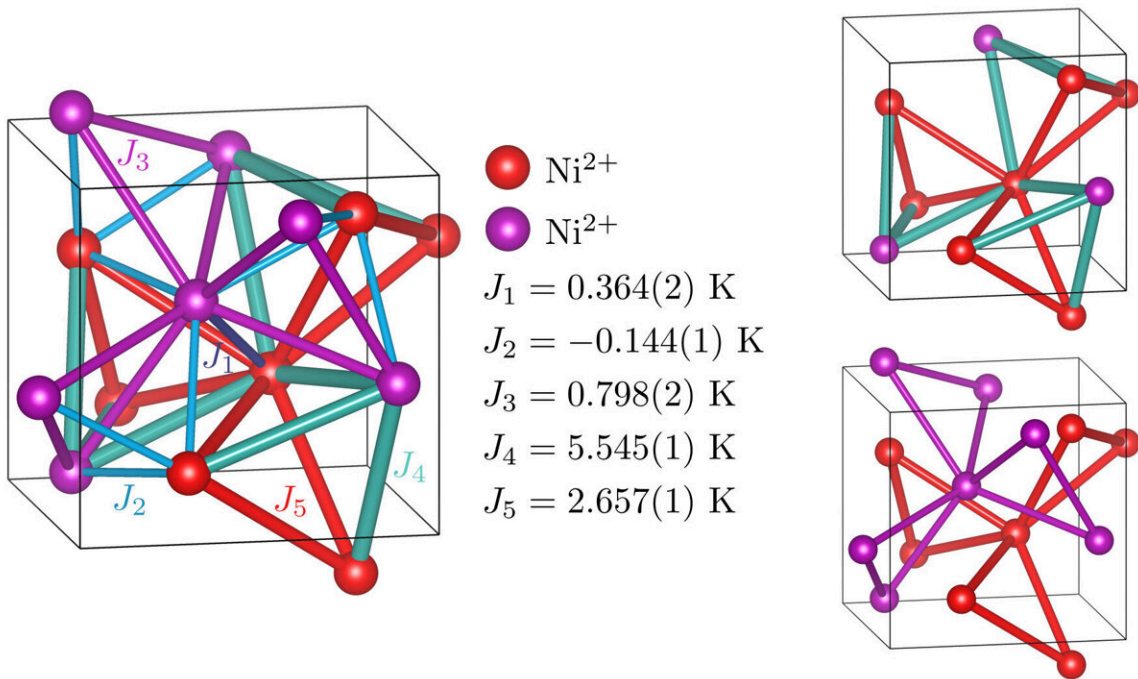 J₃
Ni²⁺
Ni²⁺
J₁ = 0.364(2) K
J₂ = −0.144(1) K
J₃ = 0.798(2) K
J₄ = 5.545(1) K
J₅ = 2.657(1) K
J₁
J₄
J₂
J₅